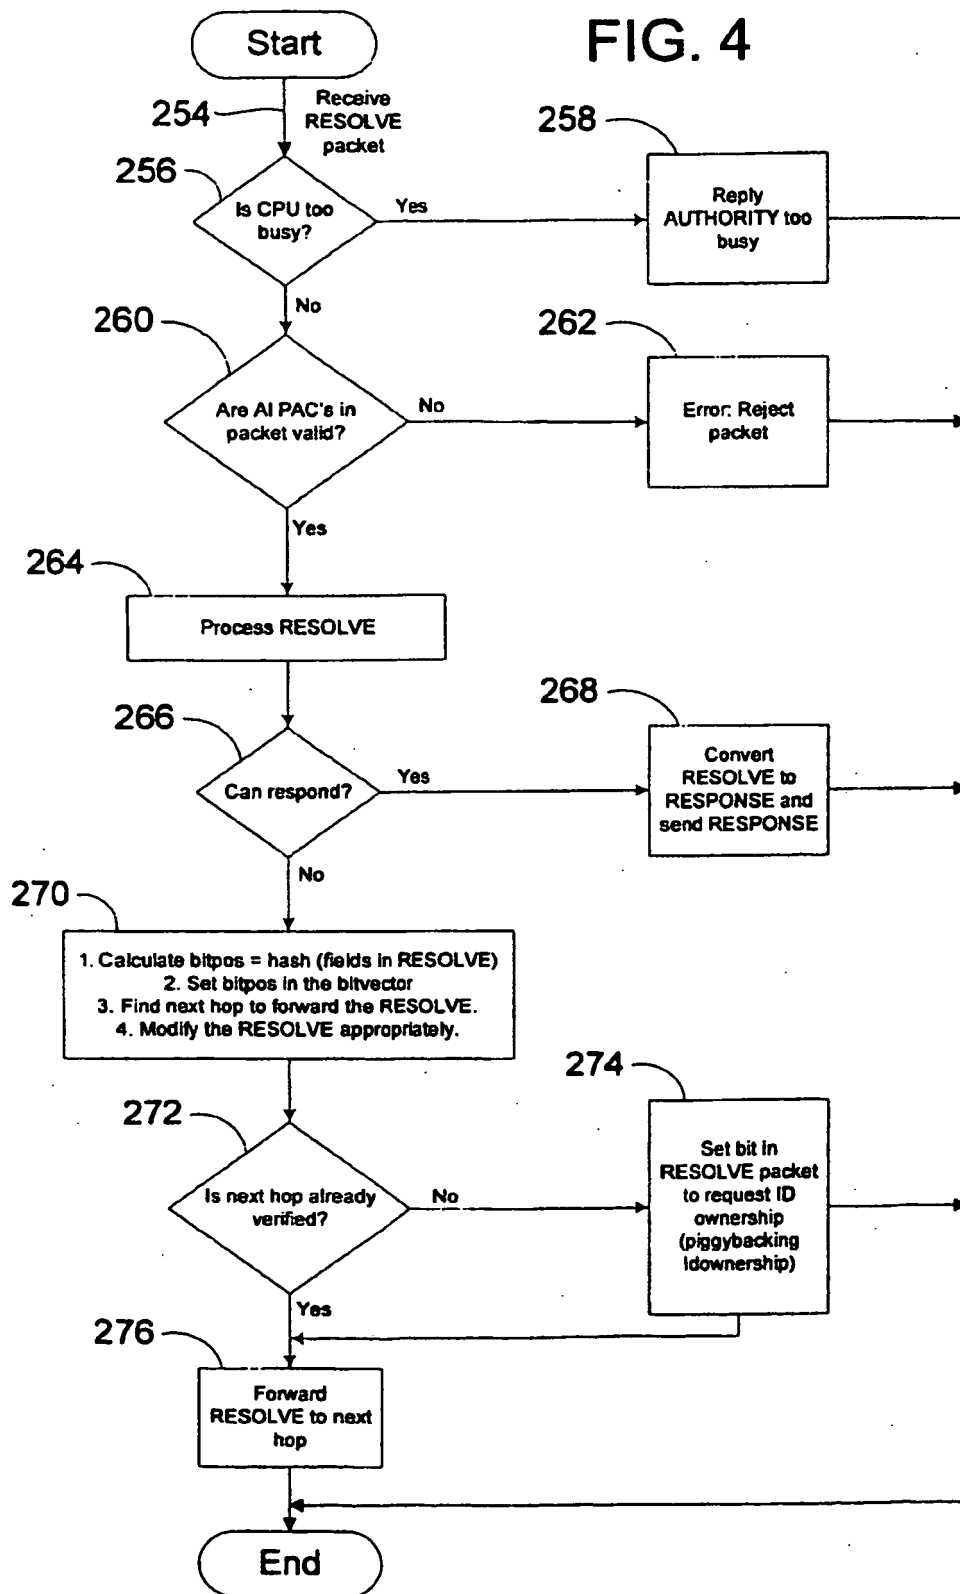 FIG. 4
Start
254
Receive
RESOLVE
packet
256
Is CPU too
busy?
Yes
258
Reply
AUTHORITY too
busy
No
260
Are AI PAC's in
packet valid?
No
262
Error: Reject
packet
Yes
264
Process RESOLVE
266
Can respond?
Yes
268
Convert
RESOLVE to
RESPONSE and
send RESPONSE
No
270
1. Calculate bitpos = hash (fields in RESOLVE)
2. Set bitpos in the bitvector
3. Find next hop to forward the RESOLVE.
4. Modify the RESOLVE appropriately.
272
Is next hop already
verified?
No
274
Set bit in
RESOLVE packet
to request ID
ownership
(piggybacking
Idownership)
Yes
276
Forward
RESOLVE to next
hop
End